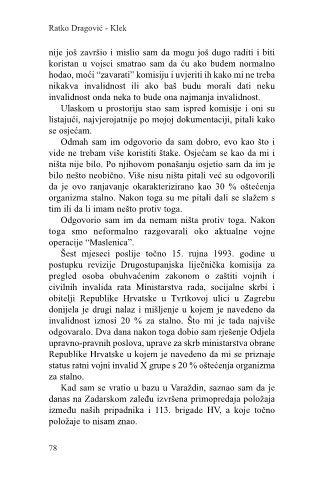 Ratko Dragović - Klek
nije još završio i mislio sam da mogu još dugo raditi i biti
koristan u vojsci smatrao sam da ću ako budem normalno
hodao, moći “zavarati” komisiju i uvjeriti ih kako mi ne treba
nikakva invalidnost ili ako baš budu morali dati neku
invalidnost onda neka to bude ona najmanja invalidnost.
Ulaskom u prostoriju stao sam ispred komisije i oni su
listajući, najvjerojatnije po mojoj dokumentaciji, pitali kako
se osjećam.
Odmah sam im odgovorio da sam dobro, evo kao što i
vide ne trebam više koristiti štake. Osjećam se kao da mi i
ništa nije bilo. Po njihovom ponašanju osjetio sam da im je
bilo nešto neobično. Više nisu ništa pitali već su odgovorili
da je ovo ranjavanje okarakterizirano kao 30 % oštećenja
organizma stalno. Nakon toga su me pitali dali se slažem s
tim ili da li imam nešto protiv toga.
Odgovorio sam im da nemam ništa protiv toga. Nakon
toga smo neformalno razgovarali oko aktualne vojne
operacije “Maslenica”.
Šest mjeseci poslije točno 15. rujna 1993. godine u
postupku revizije Drugostupanjska liječnička komisija za
pregled osoba obuhvaćenim zakonom o zaštiti vojnih i
civilnih invalida rata Ministarstva rada, socijalne skrbi i
obitelji Republike Hrvatske u Tvrtkovoj ulici u Zagrebu
donijela je drugi nalaz i mišljenje u kojem je navedeno da
invalidnost iznosi 20 % za stalno. Što mi je tada najviše
odgovaralo. Dva dana nakon toga dobio sam rješenje Odjela
upravno-pravnih poslova, uprave za skrb ministarstva obrane
Republike Hrvatske u kojem je navedeno da mi se priznaje
status ratni vojni invalid X grupe s 20 % oštećenja organizma
za stalno.
Kad sam se vratio u bazu u Varaždin, saznao sam da je
danas na Zadarskom zaleđu izvršena primopredaja položaja
između naših pripadnika i 113. brigade HV, a koje točno
položaje to nisam znao.
78